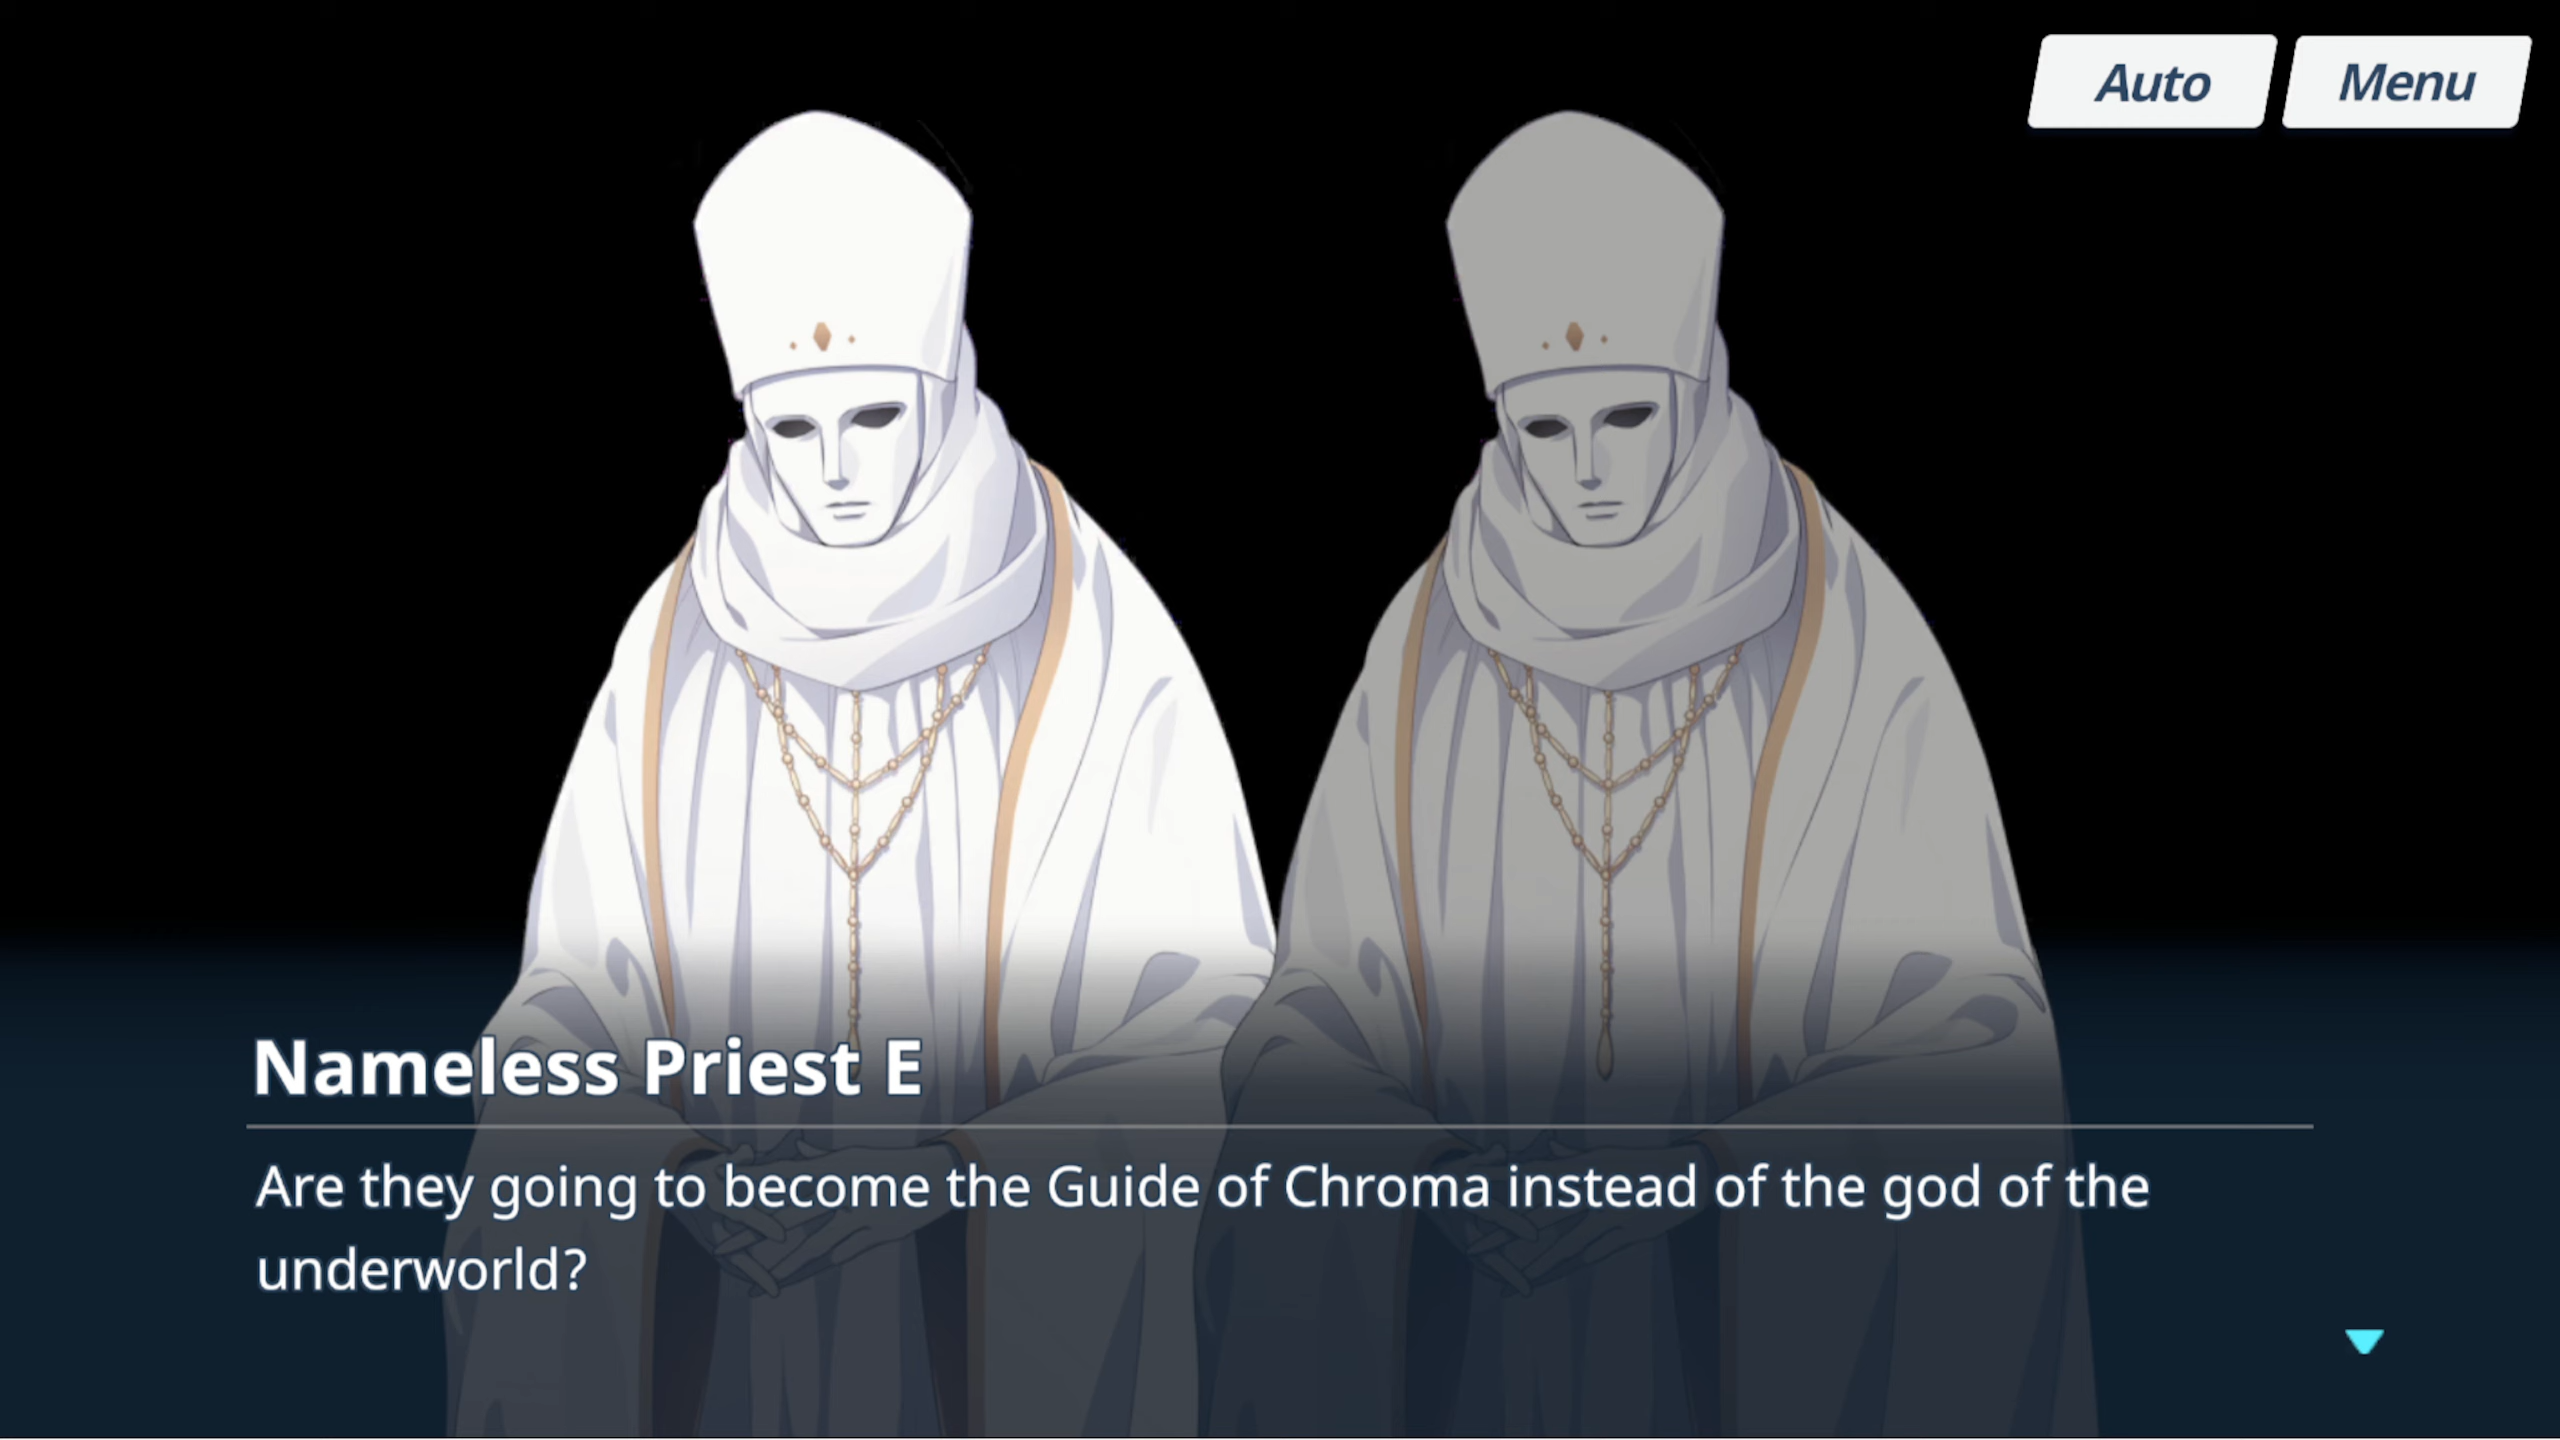 Auto
Menu
Nameless Priest E
Are they going to become the Guide of Chroma instead of the god of the
underworld?